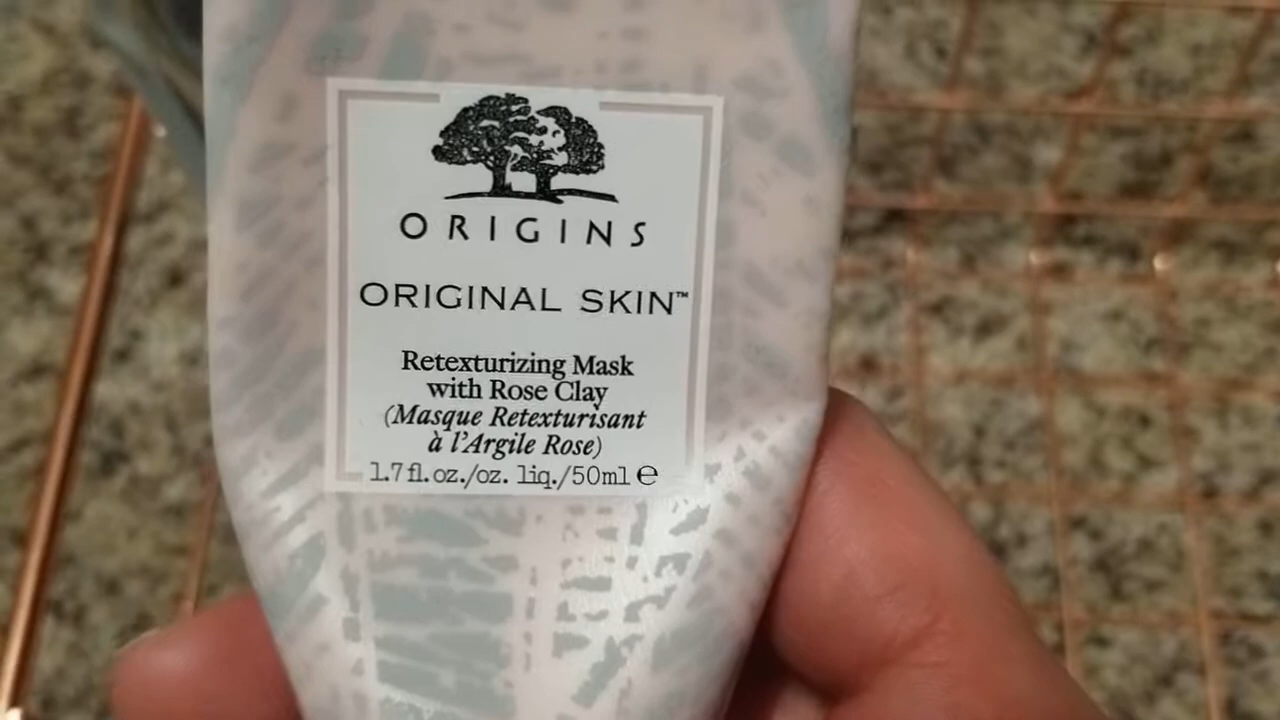 ORIGINS
ORIGINAL SKIN™
Retexturizing Mask
with Rose Clay
(Masque Retexturisant
à l'Argile Rose)
1.7 fl. oz./oz. liq./50ml ℮